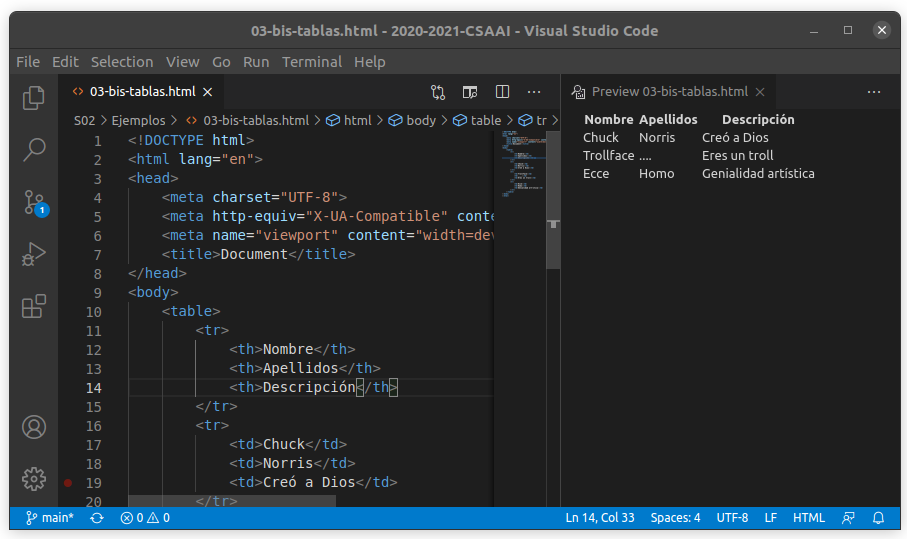 03-bis-tablas.html - 2020-2021-CSAAI - Visual Studio Code
File Edit Selection View Go Run Terminal Help
03-bis-tablas.html
Preview 03-bis-tablas.html
S02 > Ejemplos > 03-bis-tablas.html > html > body > table > tr >
1 <!DOCTYPE html>
2 <html lang="en">
3 <head>
4 <meta charset="UTF-8">
5 <meta http-equiv="X-UA-Compatible" conte
6 <meta name="viewport" content="width=dev
7 <title>Document</title>
8 </head>
9 <body>
10 <table>
11 <tr>
12 <th>Nombre</th>
13 <th>Apellidos</th>
14 <th>Descripción</th>
15 </tr>
16 <tr>
17 <td>Chuck</td>
18 <td>Norris</td>
19 <td>Creó a Dios</td>
20 </tr>
Nombre Apellidos Descripción
Chuck Norris Creó a Dios
Trollface .... Eres un troll
Ecce Homo Genialidad artística
1
main* 0 0 Ln 14, Col 33 Spaces: 4 UTF-8 LF HTML